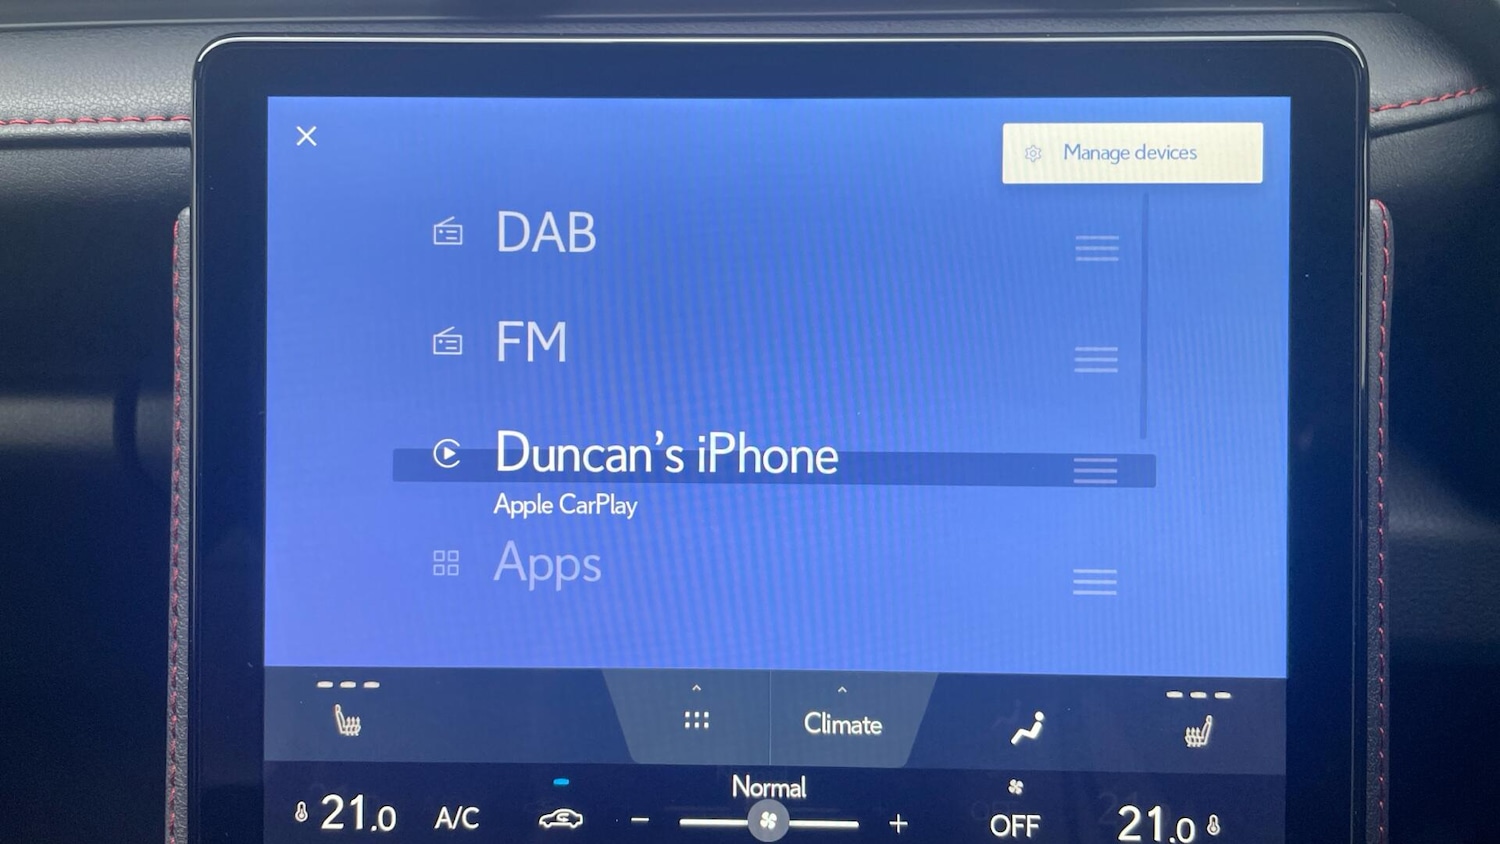 Manage devices
DAB
FM
Duncan's iPhone
Apple CarPlay
Apps
Climate
Normal
21.0 A/C - + OFF 21.0